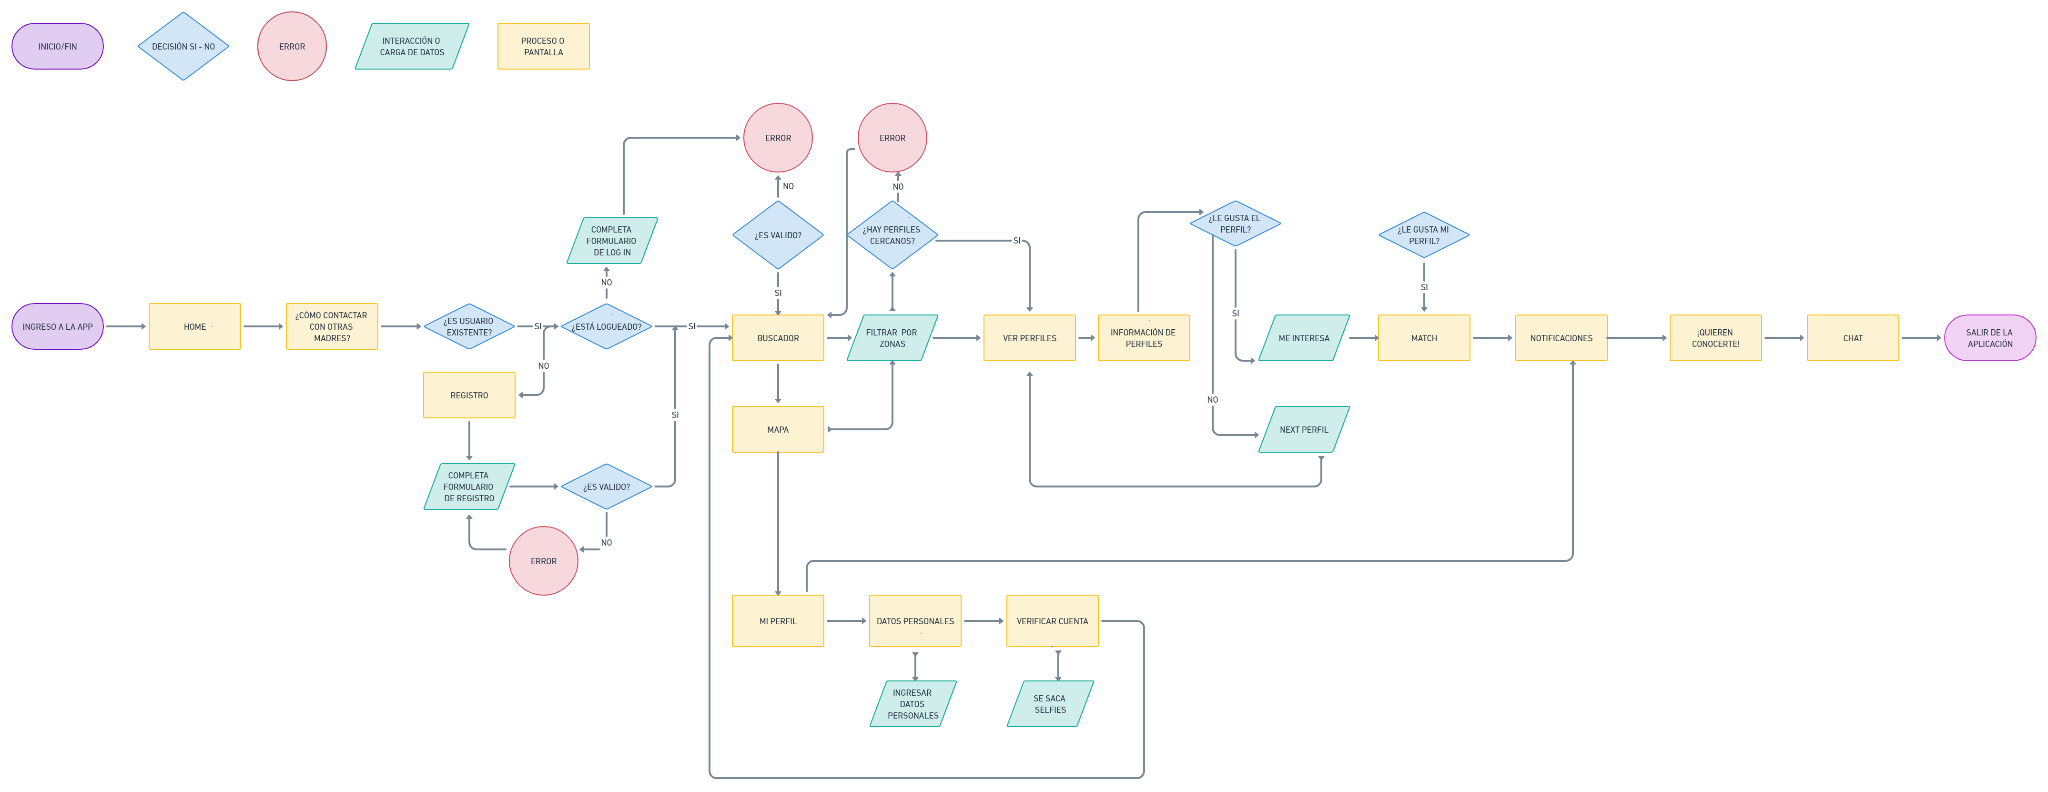 INICIO/FIN
DECISIÓN SI - NO
ERROR
INTERACCIÓN O
CARGA DE DATOS
PROCESO O
PANTALLA
ERROR
ERROR
NO
NO
COMPLETA
FORMULARIO
DE LOG IN
¿ES VALIDO?
¿HAY PERFILES
CERCANOS?
SI
¿LE GUSTA EL
PERFIL?
¿LE GUSTA MI
PERFIL?
NO
SI
SI
SI
INGRESO A LA APP
HOME
¿CÓMO CONTACTAR
CON OTRAS
MADRES?
¿ES USUARIO
EXISTENTE?
SI
¿ESTÁ LOGUEADO?
SI
BUSCADOR
FILTRAR POR
ZONAS
VER PERFILES
INFORMACIÓN DE
PERFILES
ME INTERESA
MATCH
NOTIFICACIONES
¡QUIEREN
CONOCERTE!
CHAT
SALIR DE LA
APLICACIÓN
NO
REGISTRO
SI
MAPA
NO
NEXT PERFIL
COMPLETA
FORMULARIO
DE REGISTRO
¿ES VALIDO?
NO
ERROR
MI PERFIL
DATOS PERSONALES
VERIFICAR CUENTA
INGRESAR
DATOS
PERSONALES
SE SACA
SELFIES